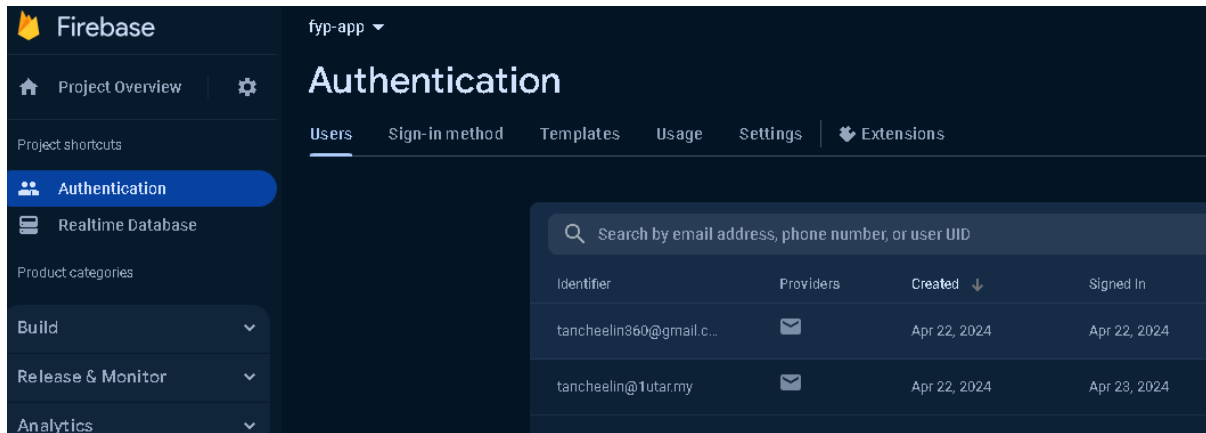 Firebase
fyp-app
Project Overview
Authentication
Users Sign-in method Templates Usage Settings Extensions
Project shortcuts
Authentication
Realtime Database
Search by email address, phone number, or user UID
Product categories
Identifier Providers Created Signed In
Build
tancheelin360@gmail.c... Apr 22, 2024 Apr 22, 2024
Release & Monitor
tancheelin@1utar.my Apr 22, 2024 Apr 23, 2024
Analytics